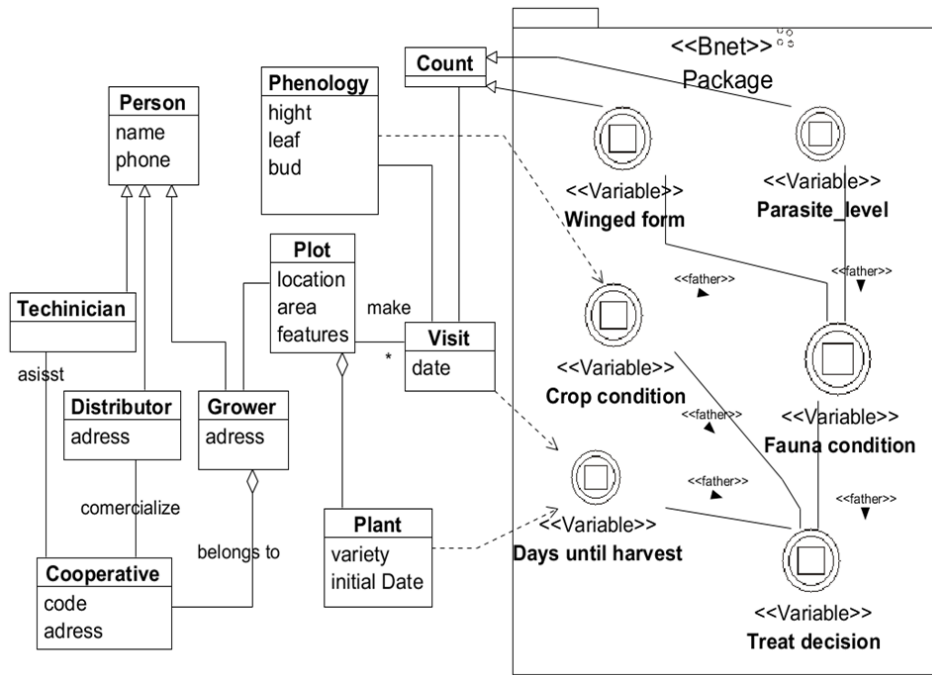 Person
name
phone
Phenology
hight
leaf
bud
Count
<<Bnet>>
Package
<<Variable>>
Winged form
<<Variable>>
Parasite_level
Plot
location
area
features
make
*
Techinician
asisst
Visit
date
<<father>>
<<father>>
<<Variable>>
Crop condition
Distributor
adress
Grower
adress
<<Variable>>
Fauna condition
<<father>>
comercialize
belongs to
Plant
variety
initial Date
<<Variable>>
Days until harvest
<<father>>
<<father>>
Cooperative
code
adress
<<Variable>>
Treat decision